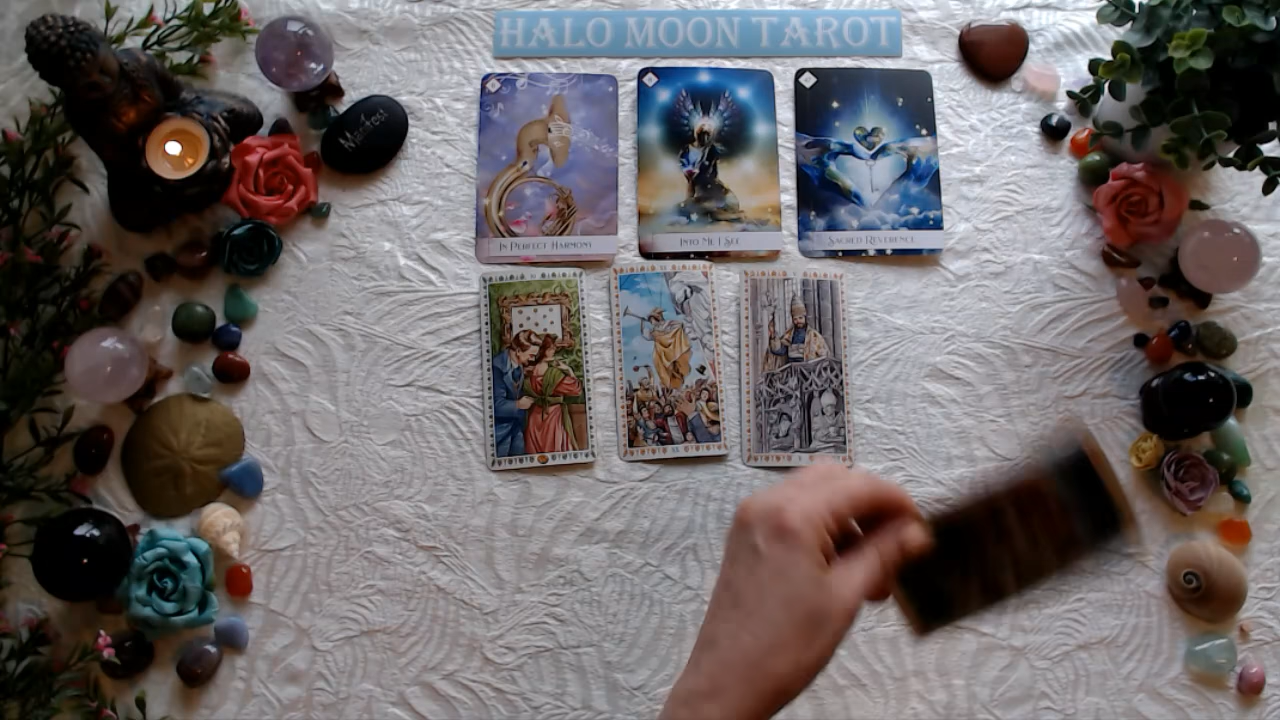 HALO MOON TAROT
Manifest
IN PERFECT HARMONY
INTO ME I SEE
SACRED REVERENCE